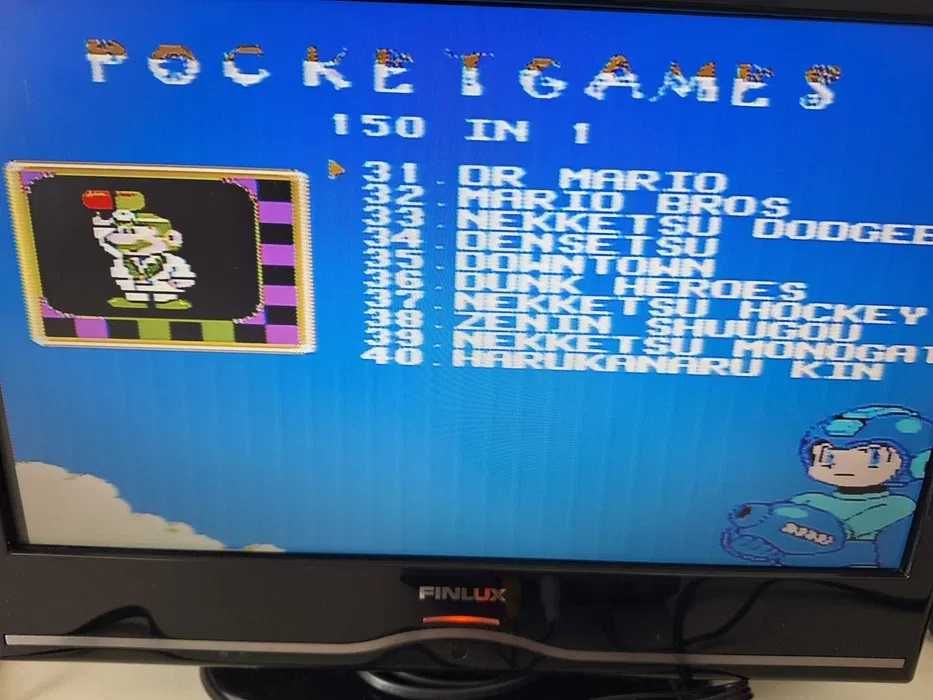 POCKETGAMES
150 IN 1
31. DR MARIO
32. MARIO BROS
33. NEKKETSU DODGEB
34. DENSETSU
35. DOWNTOWN
36. DUNK HEROES
37. NEKKETSU HOCKEY
38. ZENIN SHUUGOU
39. NEKKETSU MONOGAT
40. HARUKANARU KIN
FINLUX